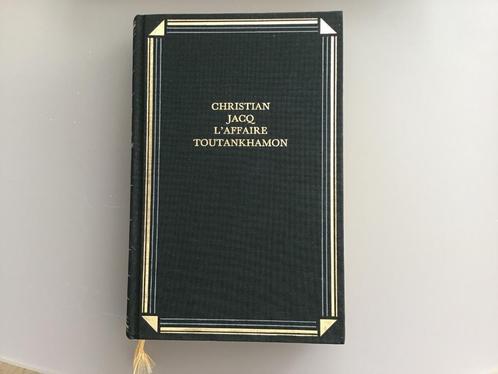 CHRISTIAN
JACQ
L'AFFAIRE
TOUTANKHAMON